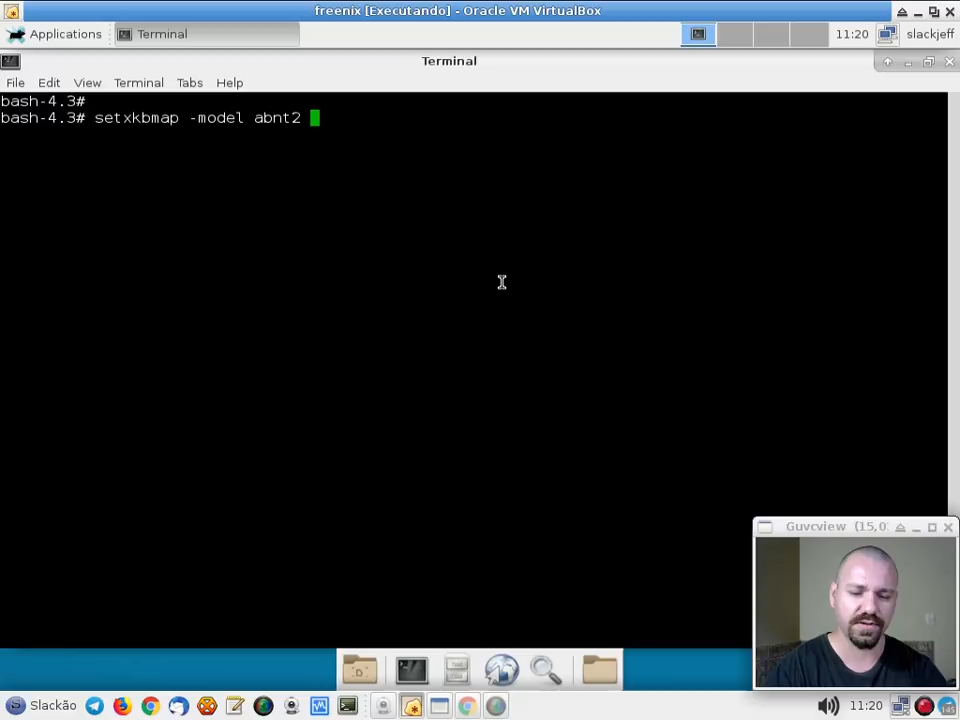 freenix [Executando] - Oracle VM VirtualBox
Applications
Terminal
11:20
slackjeff
Terminal
File Edit View Terminal Tabs Help
bash-4.3#
bash-4.3# setxkbmap -model abnt2
Guvcview (15,0
Slackão
11:20